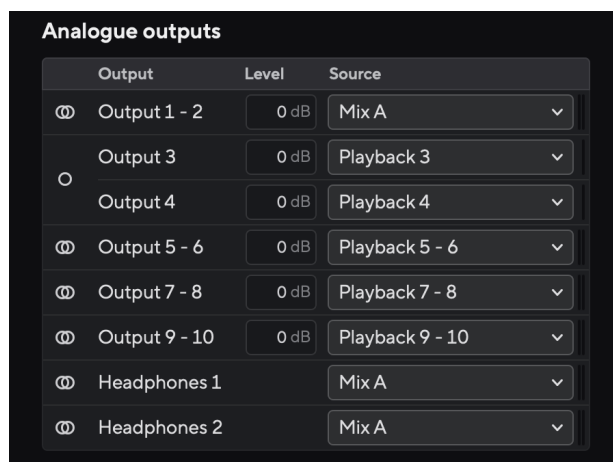 Analogue outputs
Output Level Source
Output 1 - 2 0 dB Mix A
Output 3 0 dB Playback 3
Output 4 0 dB Playback 4
Output 5 - 6 0 dB Playback 5 - 6
Output 7 - 8 0 dB Playback 7 - 8
Output 9 - 10 0 dB Playback 9 - 10
Headphones 1 Mix A
Headphones 2 Mix A